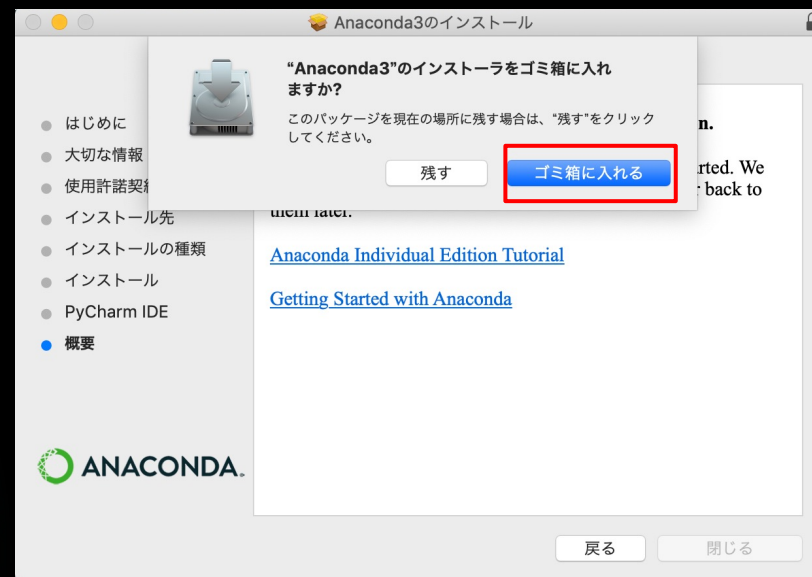 Anaconda3のインストール
“Anaconda3”のインストーラをゴミ箱に入れ
ますか?
このパッケージを現在の場所に残す場合は、“残す”をクリック
してください。
残す
ゴミ箱に入れる
はじめに
大切な情報
使用許諾契
インストール先
インストールの種類
インストール
PyCharm IDE
概要
n.
rted. We
r back to
them later.
Anaconda Individual Edition Tutorial
Getting Started with Anaconda
ANACONDA.
戻る
閉じる